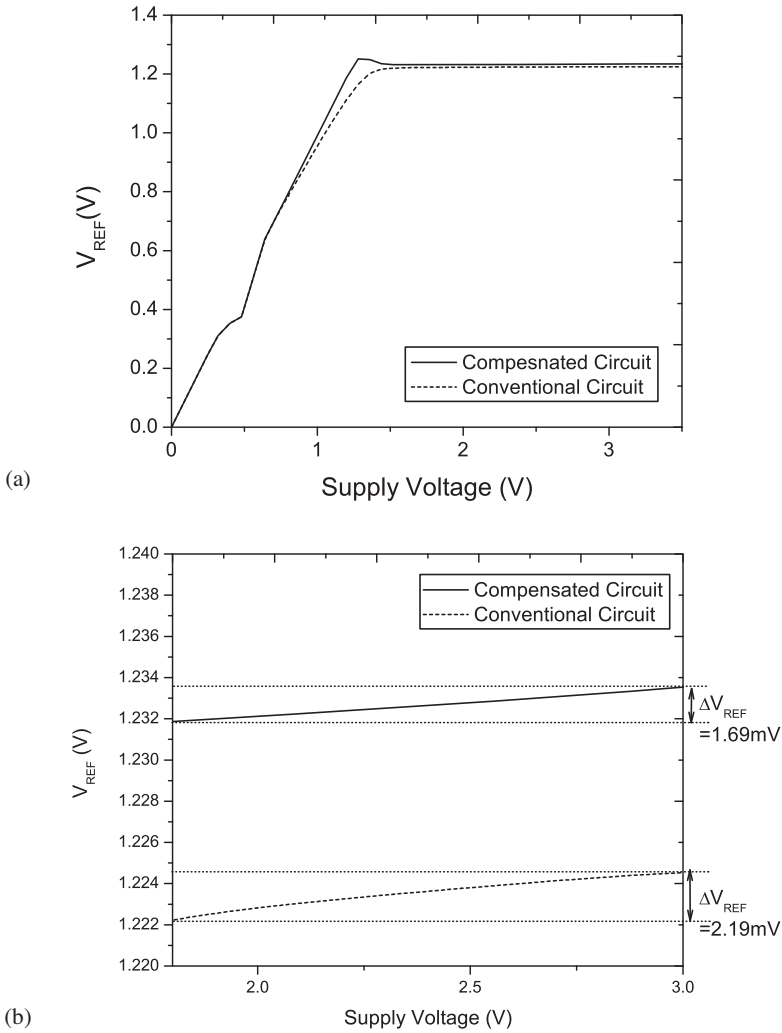 1.4
1.2
1.0
0.8
0.6
0.4
0.2
0.0
V_REF(V)
Compesnated Circuit
Conventional Circuit
0 1 2 3
Supply Voltage (V)
(a)
1.240
1.238
1.236
1.234
1.232
1.230
1.228
1.226
1.224
1.222
1.220
V_REF (V)
Compensated Circuit
Conventional Circuit
ΔV_REF
=1.69mV
ΔV_REF
=2.19mV
2.0 2.5 3.0
Supply Voltage (V)
(b)